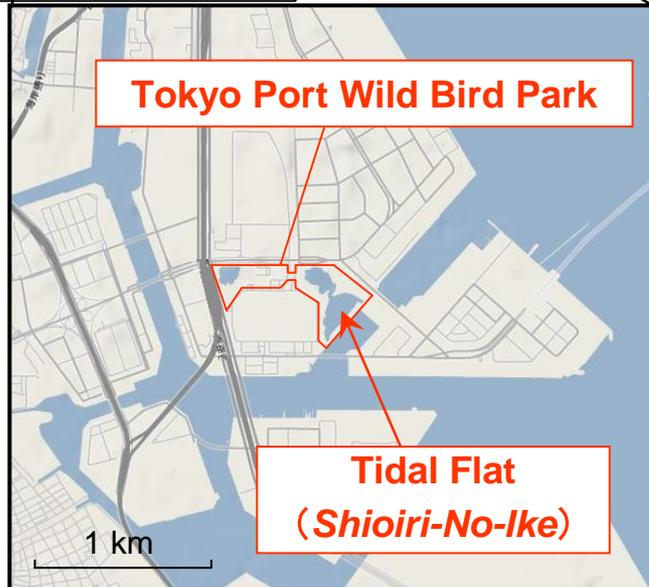 Tokyo Port Wild Bird Park
Tidal Flat
（Shioiri-No-Ike）
1 km